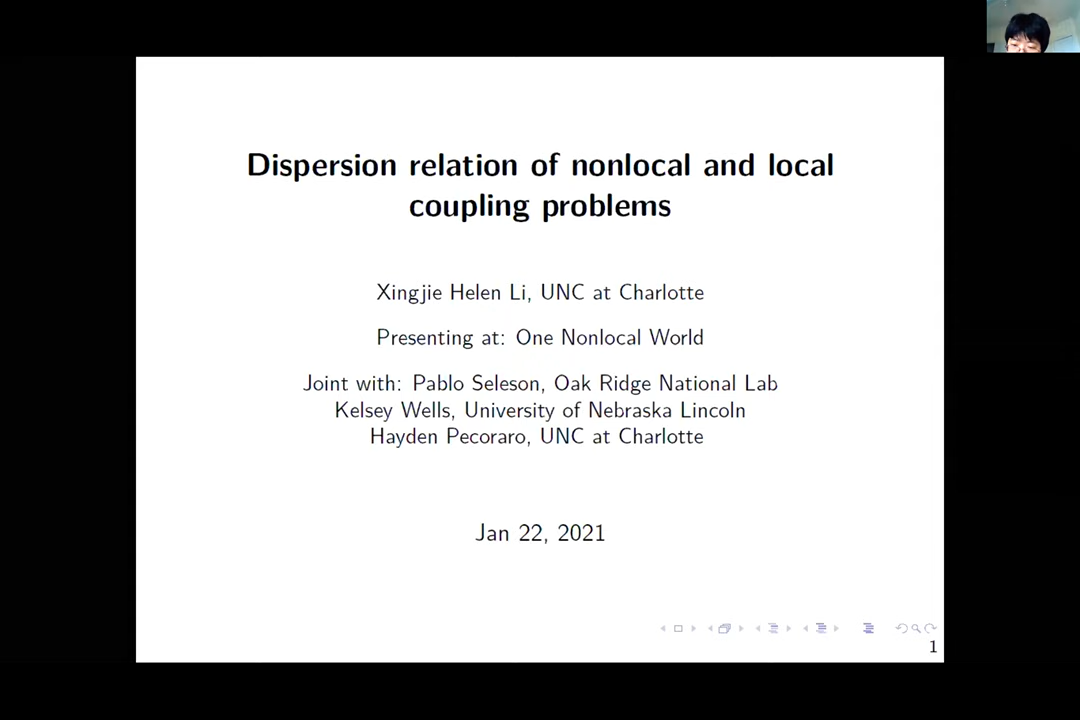 Dispersion relation of nonlocal and local
coupling problems
Xingjie Helen Li, UNC at Charlotte
Presenting at: One Nonlocal World
Joint with: Pablo Seleson, Oak Ridge National Lab
Kelsey Wells, University of Nebraska Lincoln
Hayden Pecoraro, UNC at Charlotte
Jan 22, 2021
1